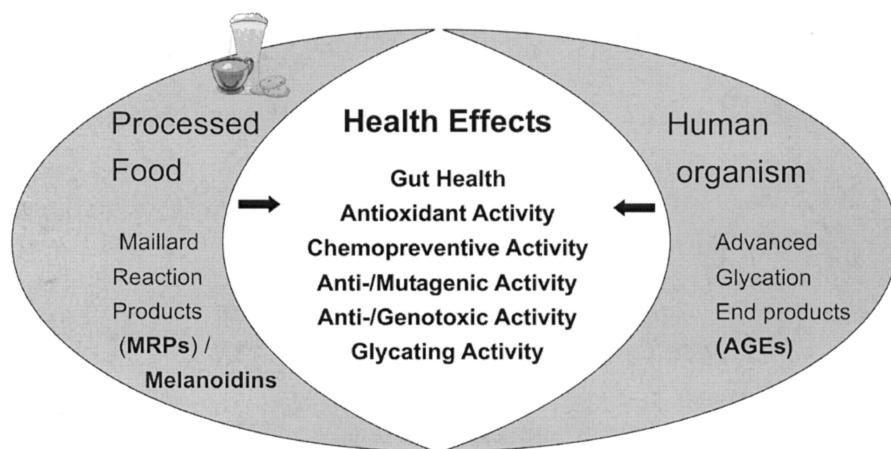 Processed
Food
Maillard
Reaction
Products
(MRPs) /
Melanoidins
Health Effects
Gut Health
Antioxidant Activity
Chemopreventive Activity
Anti-/Mutagenic Activity
Anti-/Genotoxic Activity
Glycating Activity
Human
organism
Advanced
Glycation
End products
(AGEs)